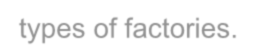 types of factories.